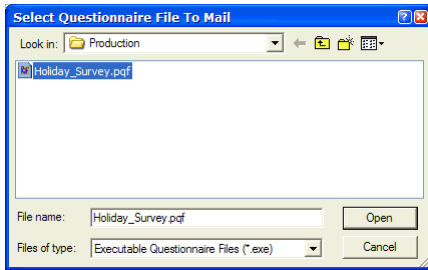 Select Questionnaire File To Mail
Look in: Production
Holiday_Survey.pqf
File name: Holiday_Survey.pqf Open
Files of type: Executable Questionnaire Files (*.exe) Cancel